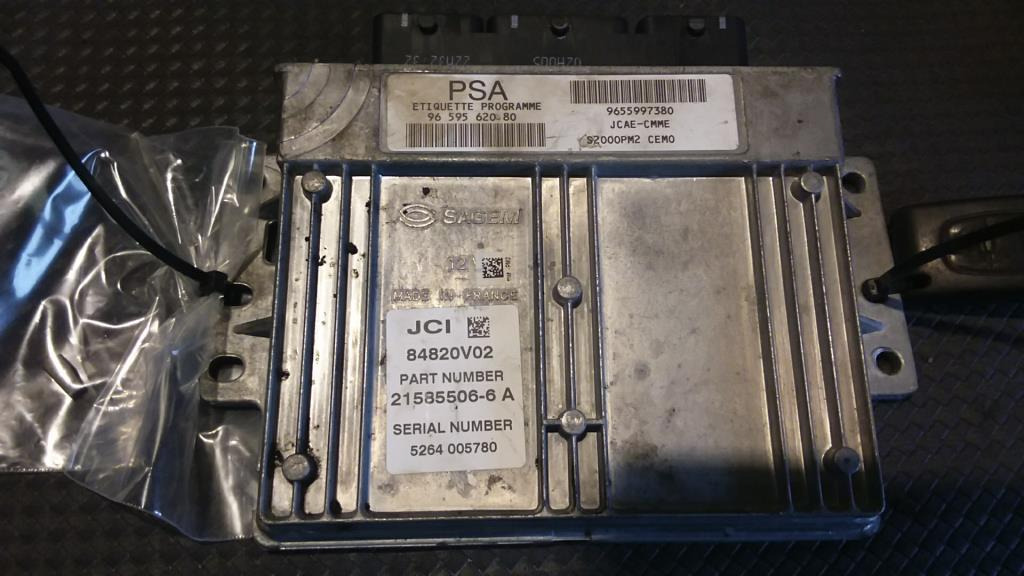 PSA
ETIQUETTE PROGRAMME
96 595 620 80
9655997380
JCAE-CMME
S2000PM2 CEMO
SAGEM
MADE IN FRANCE
JCI
84820V02
PART NUMBER
21585506-6 A
SERIAL NUMBER
5264 005780